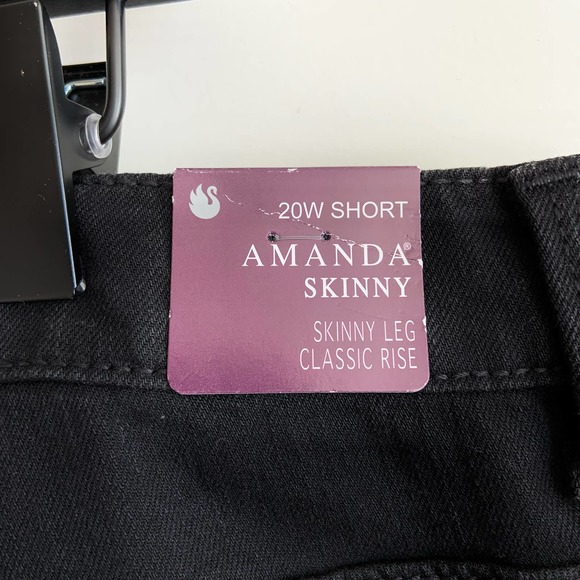 20W SHORT
AMANDA®
SKINNY
SKINNY LEG
CLASSIC RISE